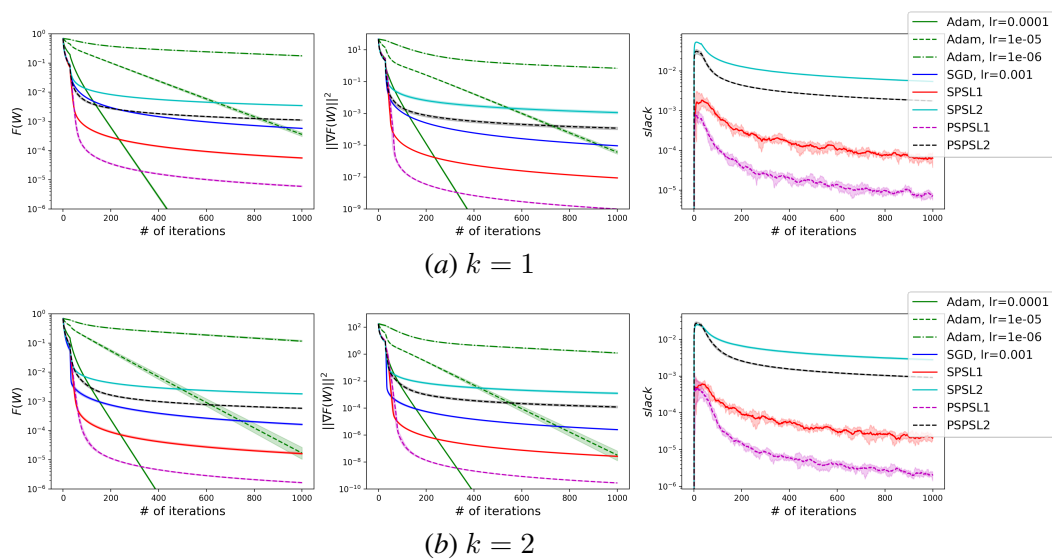 10⁰
10⁻¹
10⁻²
10⁻³
10⁻⁴
10⁻⁵
10⁻⁶
F(W)
0 200 400 600 800 1000
# of iterations
10¹
10⁻¹
10⁻³
10⁻⁵
10⁻⁷
10⁻⁹
||∇F(W)||²
0 200 400 600 800 1000
# of iterations
10⁻²
10⁻³
10⁻⁴
10⁻⁵
slack
0 200 400 600 800 1000
# of iterations
Adam, lr=0.0001
Adam, lr=1e-05
Adam, lr=1e-06
SGD, lr=0.001
SPSL1
SPSL2
PSPSL1
PSPSL2
(a) k = 1
10⁰
10⁻¹
10⁻²
10⁻³
10⁻⁴
10⁻⁵
10⁻⁶
F(W)
0 200 400 600 800 1000
# of iterations
10²
10⁰
10⁻²
10⁻⁴
10⁻⁶
10⁻⁸
10⁻¹⁰
||∇F(W)||²
0 200 400 600 800 1000
# of iterations
10⁻²
10⁻³
10⁻⁴
10⁻⁵
10⁻⁶
slack
0 200 400 600 800 1000
# of iterations
Adam, lr=0.0001
Adam, lr=1e-05
Adam, lr=1e-06
SGD, lr=0.001
SPSL1
SPSL2
PSPSL1
PSPSL2
(b) k = 2